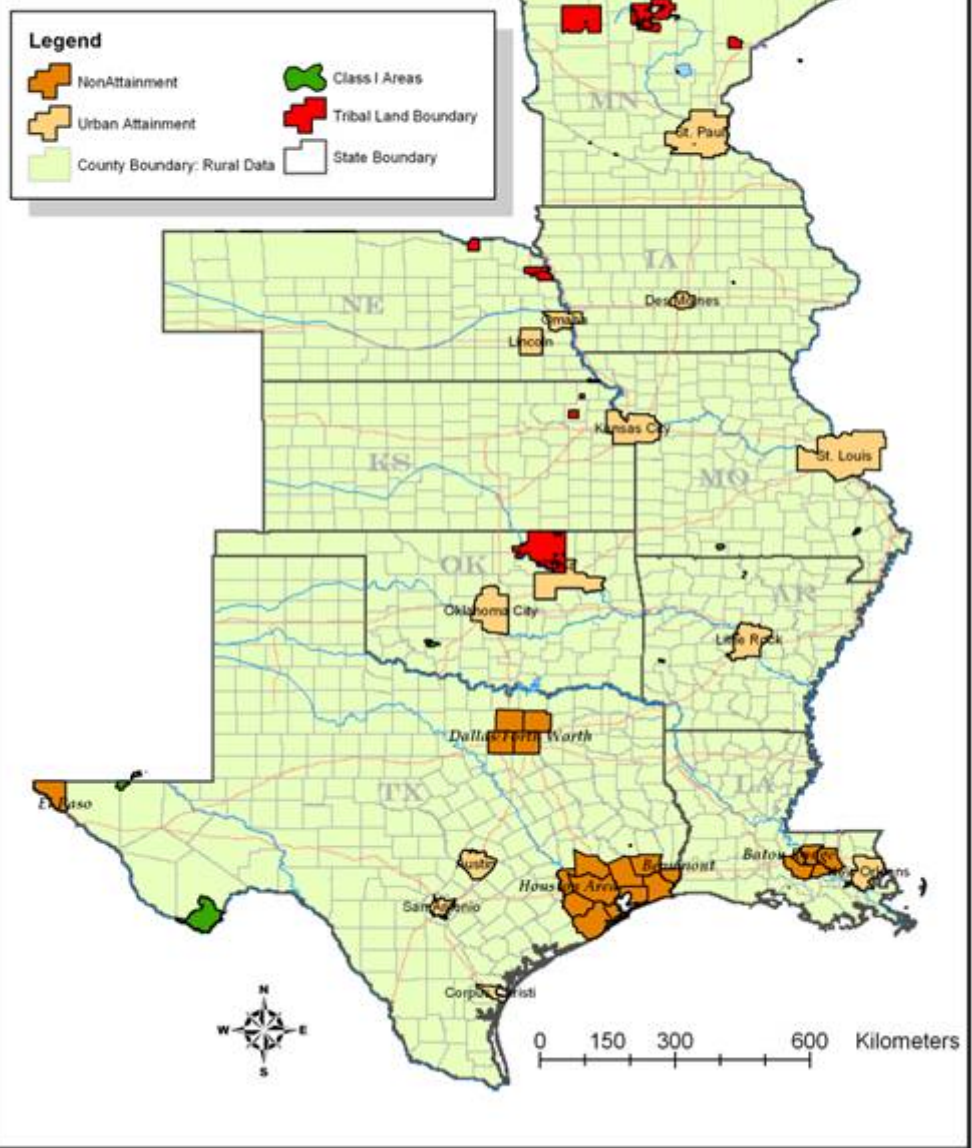 Legend
NonAttainment
Urban Attainment
County Boundary: Rural Data
Class I Areas
Tribal Land Boundary
State Boundary
MN
St. Paul
IA
Des Moines
NE
Omaha
Lincoln
Kansas City
St. Louis
KS
MO
OK
Oklahoma City
AR
Little Rock
Dallas Forth Worth
El Paso
TX
LA
Austin
San Antonio
Houston Area
Beaumont
Baton Rouge
New Orleans
Corpus Christi
N
W
E
S
0 150 300 600 Kilometers